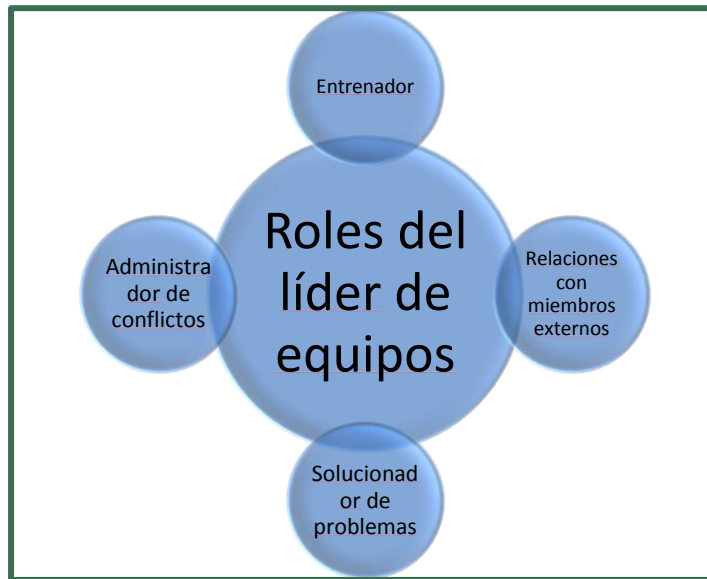 Entrenador
Roles del
líder de
equipos
Relaciones
con
miembros
externos
Solucionad
or de
problemas
Administra
dor de
conflictos